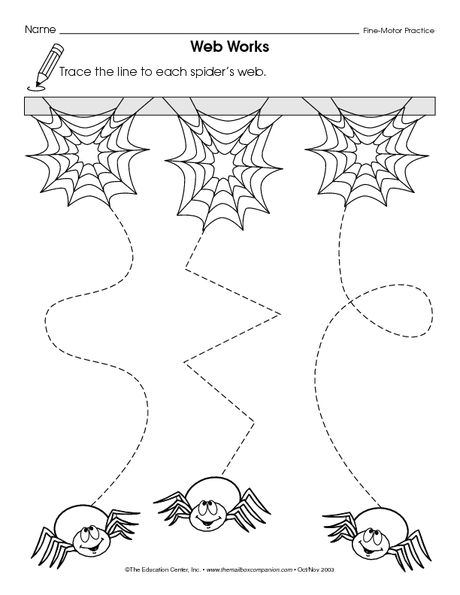 Name Fine-Motor Practice
Web Works
Trace the line to each spider's web.
©The Education Center, Inc. • www.themailboxcompanion.com • Oct/Nov 2003